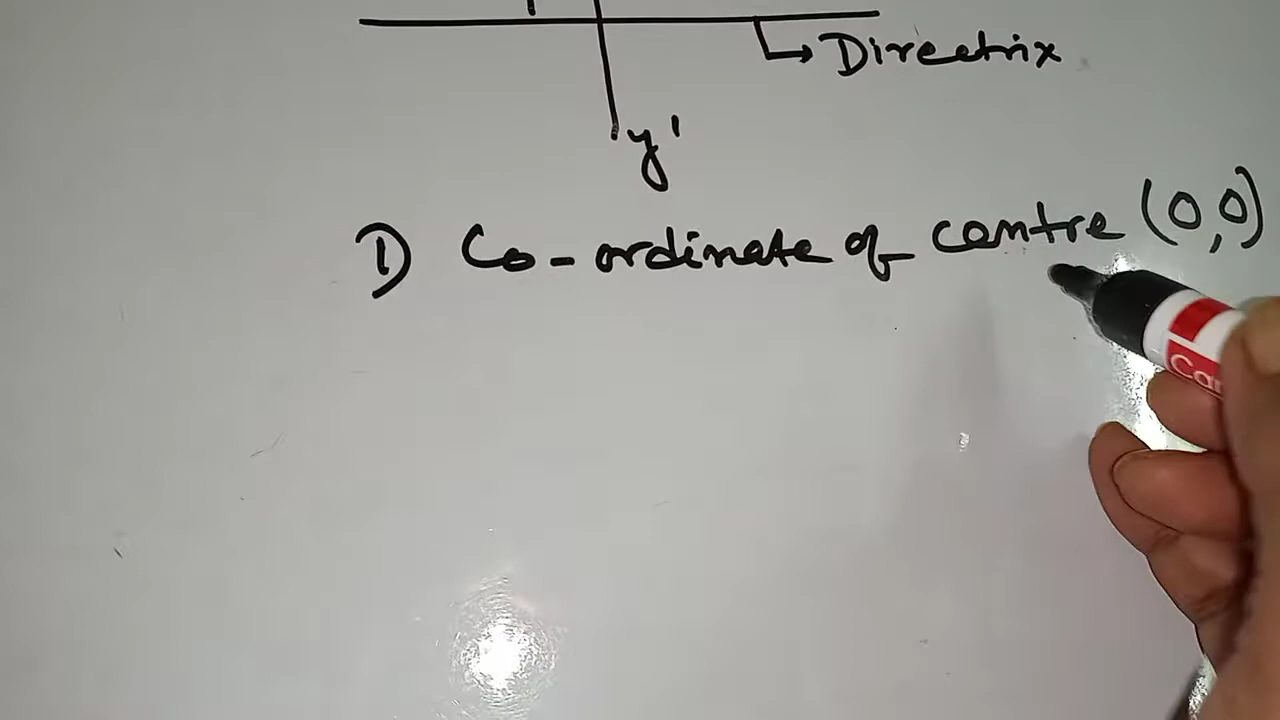 Directrix
y'
1) Co-ordinate of centre (0,0)